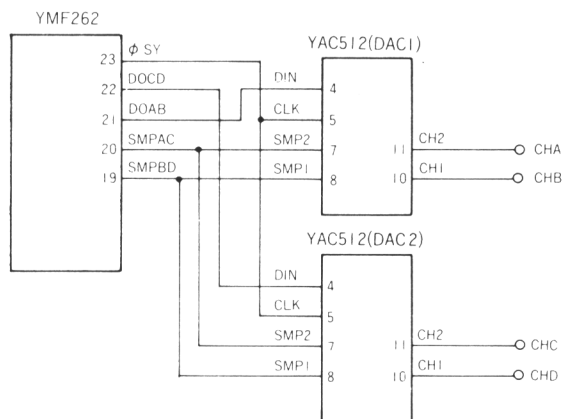 YMF262
YAC512(DAC1)
23 φSY
22 DOCD
21 DOAB
20 SMPAC
19 SMPBD
DIN 4
CLK 5
SMP2 7
SMP1 8
11 CH2 CHA
10 CH1 CHB
YAC512(DAC2)
DIN 4
CLK 5
SMP2 7
SMP1 8
11 CH2 CHC
10 CH1 CHD